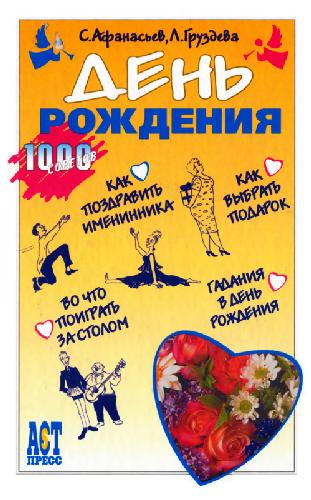 С. Афанасьев, Л. Груздева
ДЕНЬ
РОЖДЕНИЯ
1000
СОВЕТОВ
КАК
ПОЗДРАВИТЬ
ИМЕНИННИКА
КАК
ВЫБРАТЬ
ПОДАРОК
ВО ЧТО
ПОИГРАТЬ
ЗА СТОЛОМ
ГАДАНИЯ
В ДЕНЬ
РОЖДЕНИЯ
АСТ
ПРЕСС